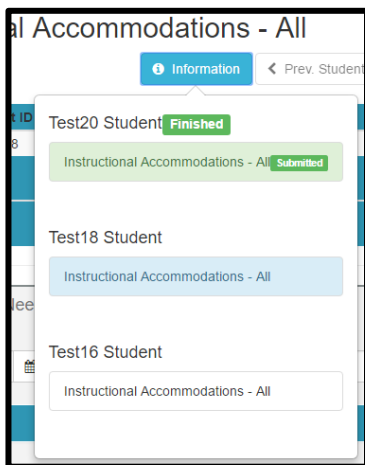 al Accommodations - All
Information
Prev. Student
t ID
Test20 Student Finished
8
Instructional Accommodations - All Submitted
Test18 Student
Instructional Accommodations - All
Nee
Test16 Student
Instructional Accommodations - All